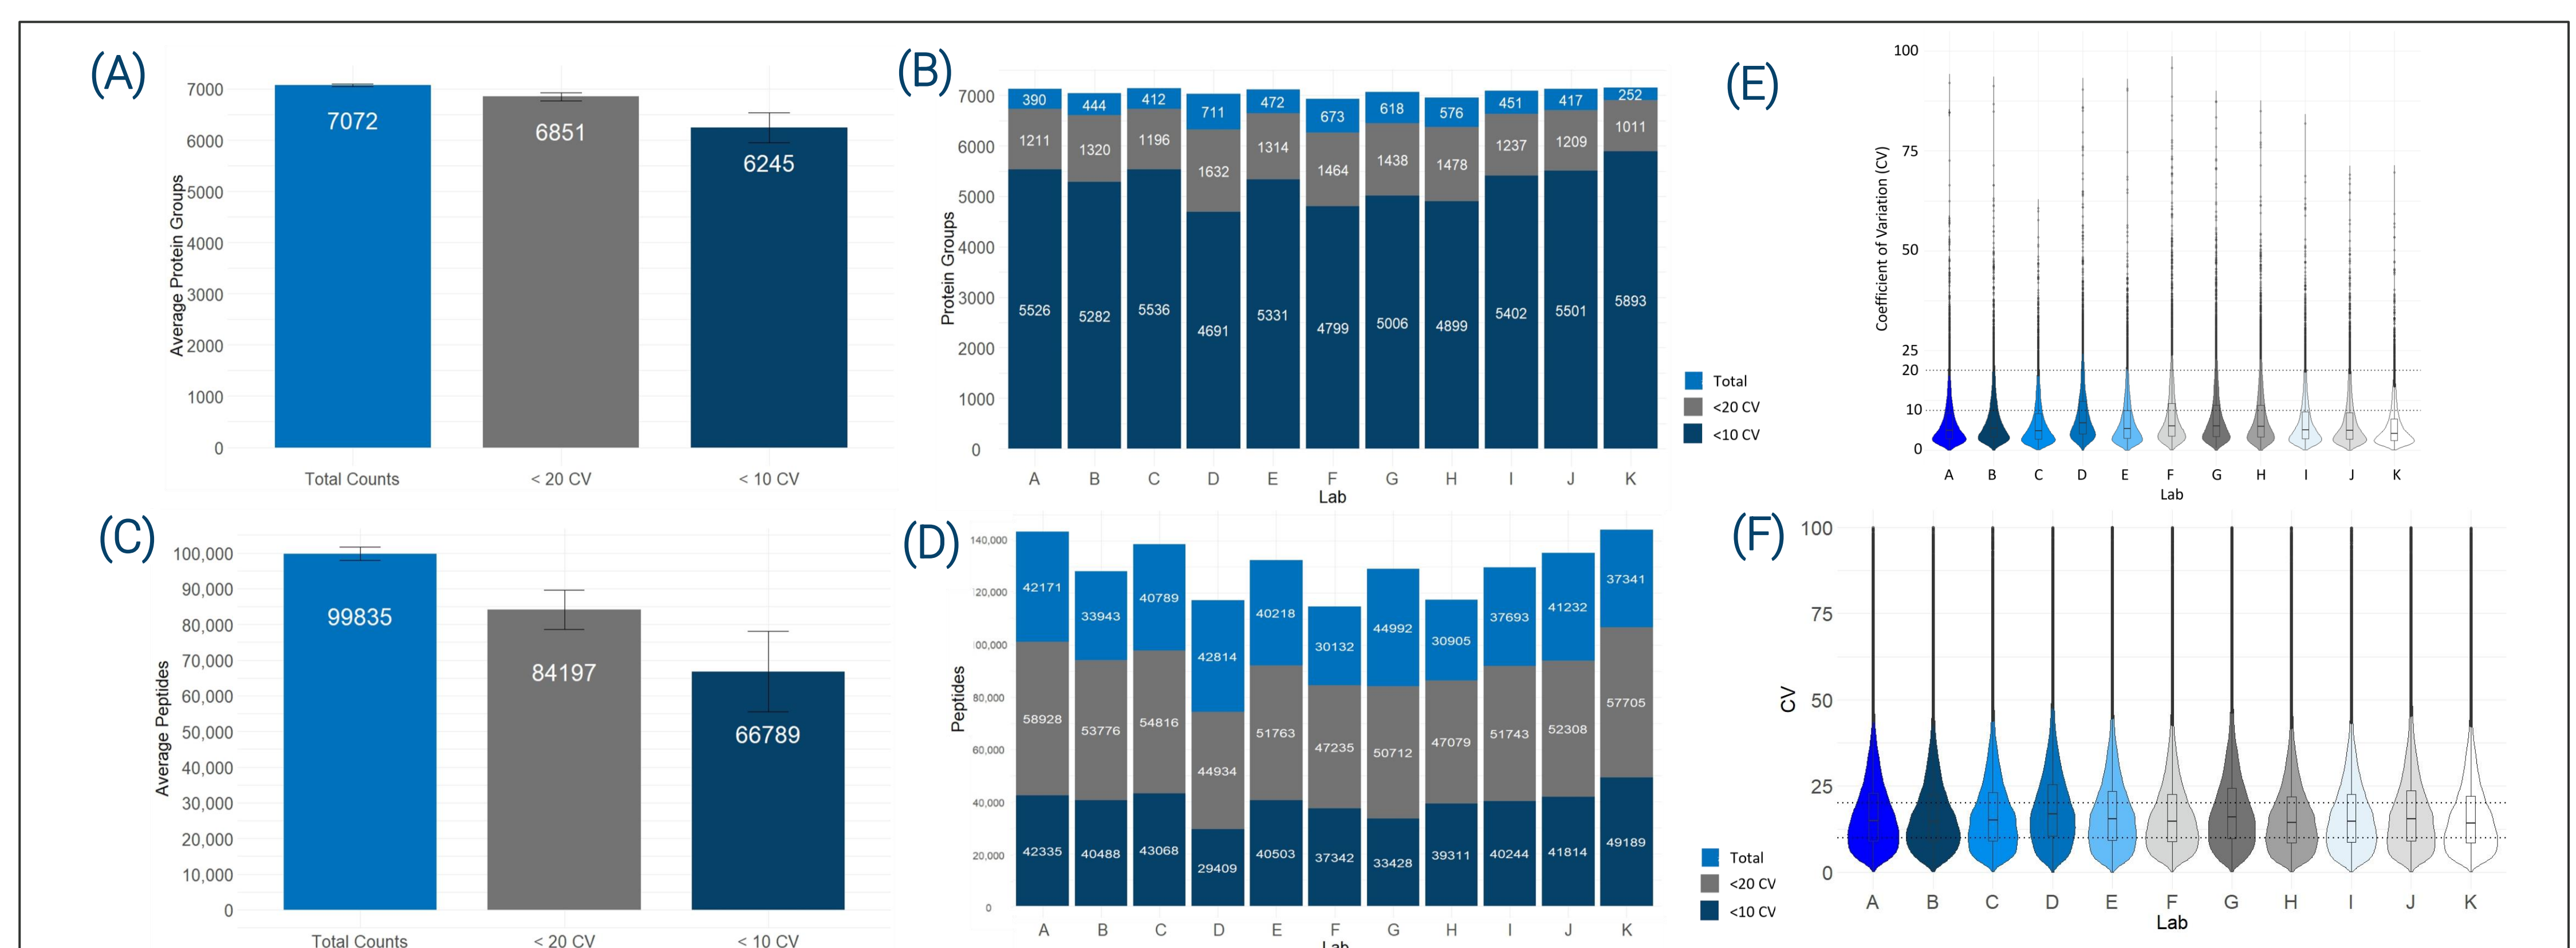 (A)
Average Protein Groups
7000
6000
5000
4000
3000
2000
1000
0
7072
6851
6245
Total Counts
< 20 CV
< 10 CV
(B)
Protein Groups
7000
6000
5000
4000
3000
2000
1000
0
390 444 412 711 472 673 618 576 451 417 252
1211 1320 1196 1632 1314 1464 1438 1478 1237 1209 1011
5526 5282 5536 4691 5331 4799 5006 4899 5402 5501 5893
A B C D E F G H I J K
Lab
Total
<20 CV
<10 CV
(E)
Coefficient of Variation (CV)
100
75
50
25
20
10
0
A B C D E F G H I J K
Lab
(C)
Average Peptides
100,000
90,000
80,000
70,000
60,000
50,000
40,000
30,000
20,000
10,000
0
99835
84197
66789
Total Counts
< 20 CV
< 10 CV
(D)
Peptides
140,000
20,000
00,000
80,000
60,000
40,000
20,000
0
42171 33943 40789 42814 40218 30132 44992 30905 37693 41232 37341
58928 53776 54816 44934 51763 47235 50712 47079 51743 52308 57705
42335 40488 43068 29409 40503 37342 33428 39311 40244 41814 49189
A B C D E F G H I J K
Lab
Total
<20 CV
<10 CV
(F)
CV
100
75
50
25
0
A B C D E F G H I J K
Lab